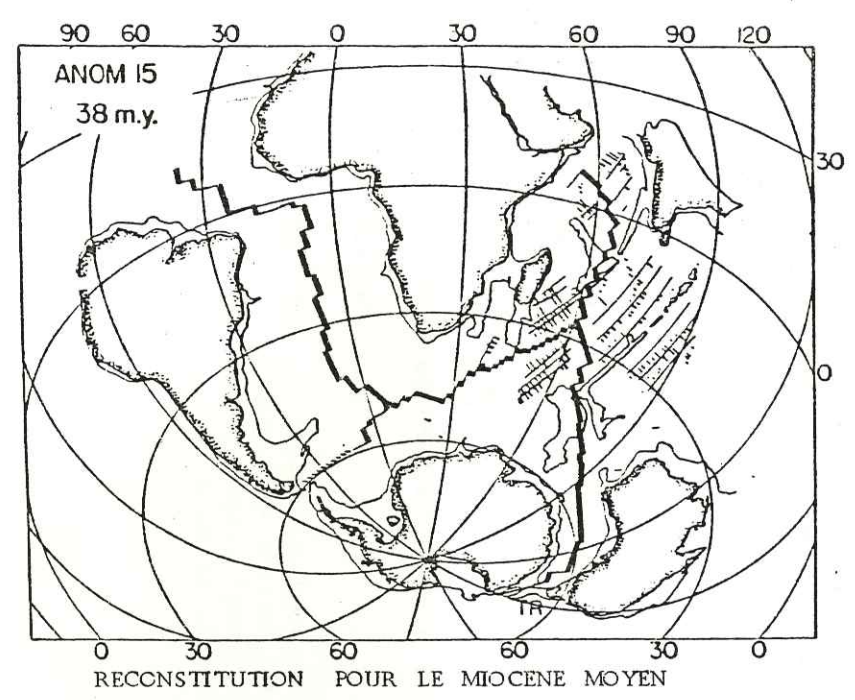 90 60 30 0 30 60 90 120
ANOM 15
38 m.y.
30
0
TR
0 30 60 60 30 0
RECONSTITUTION POUR LE MIOCENE MOYEN